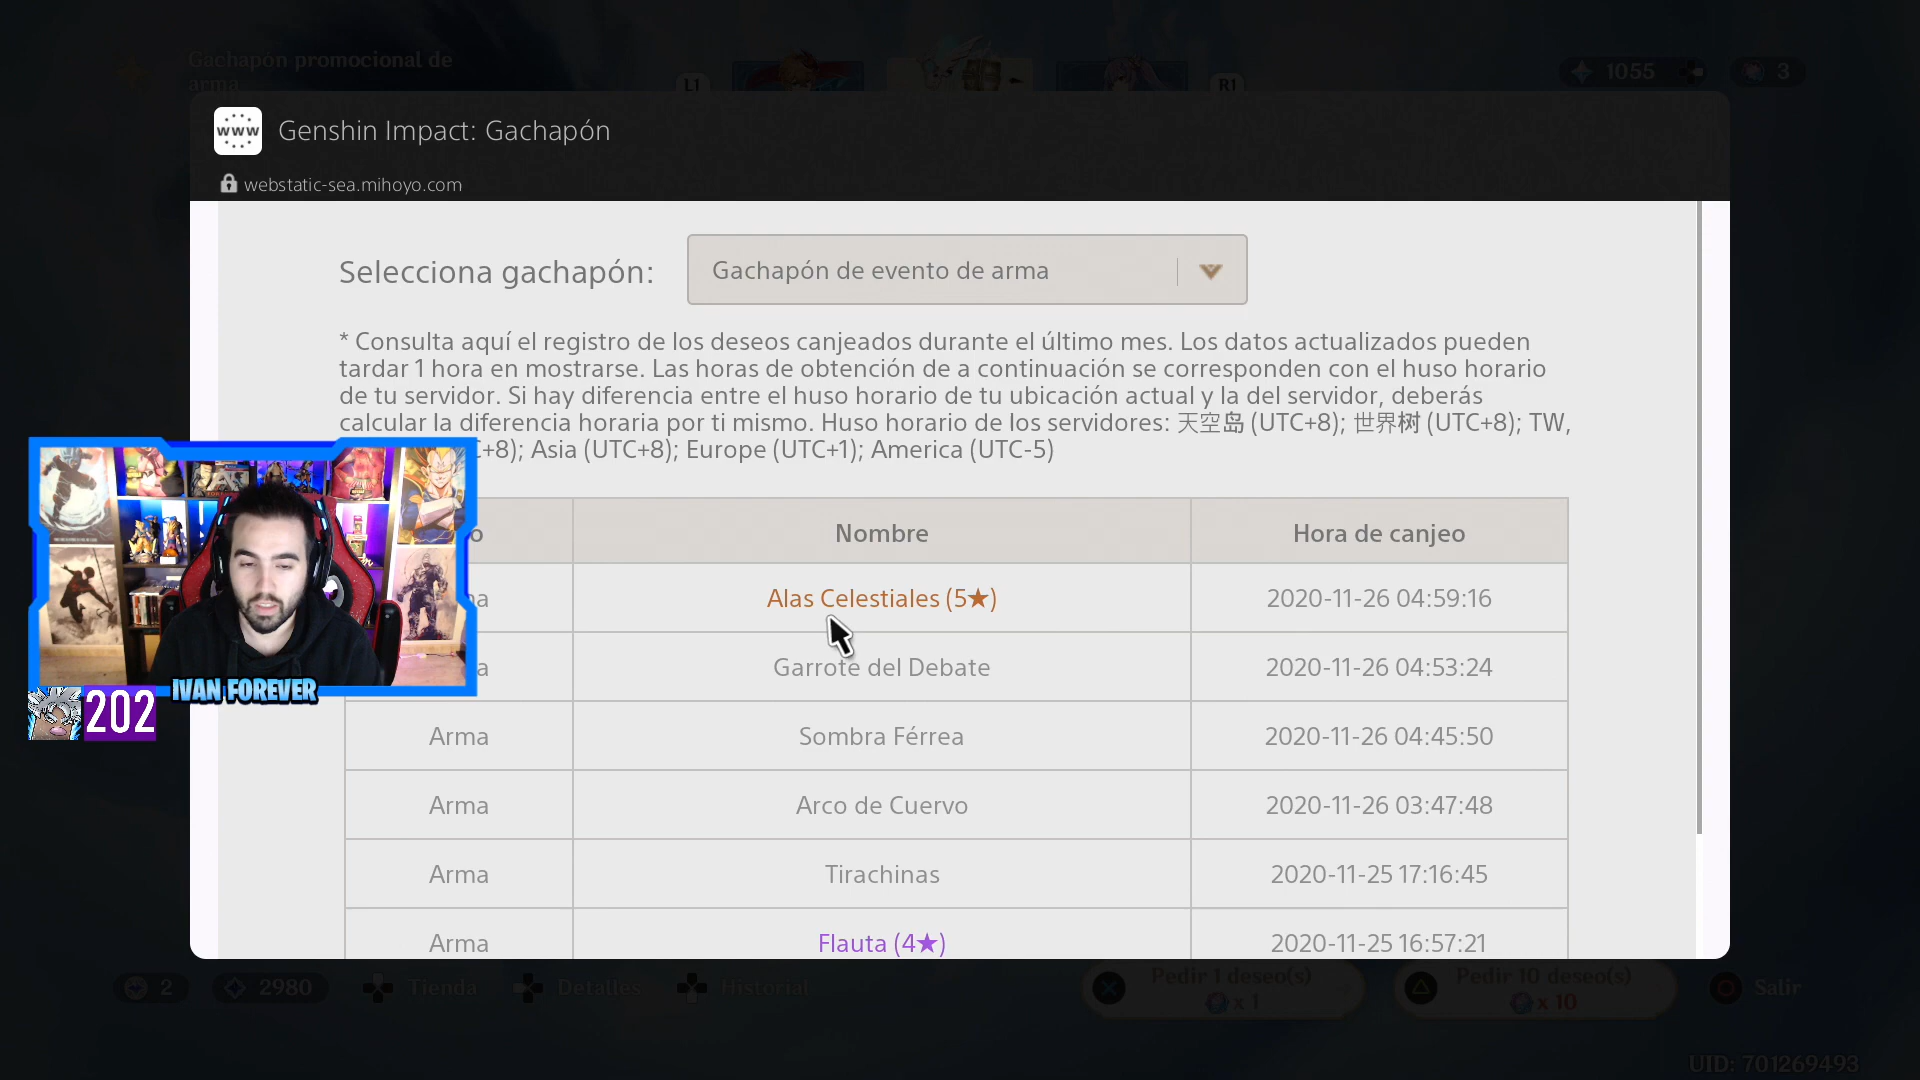 Gachapón promocional de
arma
L1
R1
1055
3
www
Genshin Impact: Gachapón
webstatic-sea.mihoyo.com
Selecciona gachapón:
Gachapón de evento de arma
* Consulta aquí el registro de los deseos canjeados durante el último mes. Los datos actualizados pueden
tardar 1 hora en mostrarse. Las horas de obtención de a continuación se corresponden con el huso horario
de tu servidor. Si hay diferencia entre el huso horario de tu ubicación actual y la del servidor, deberás
calcular la diferencia horaria por ti mismo. Huso horario de los servidores: 天空岛 (UTC+8); 世界树 (UTC+8); TW,
+8); Asia (UTC+8); Europe (UTC+1); America (UTC-5)
o Nombre Hora de canjeo
a Alas Celestiales (5★) 2020-11-26 04:59:16
a Garrote del Debate 2020-11-26 04:53:24
Arma Sombra Férrea 2020-11-26 04:45:50
Arma Arco de Cuervo 2020-11-26 03:47:48
Arma Tirachinas 2020-11-25 17:16:45
Arma Flauta (4★) 2020-11-25 16:57:21
IVAN FOREVER
202
2
2980
Tienda
Detalles
Historial
Pedir 1 deseo(s)
x 1
Pedir 10 deseo(s)
x 10
Salir
UID: 701269493